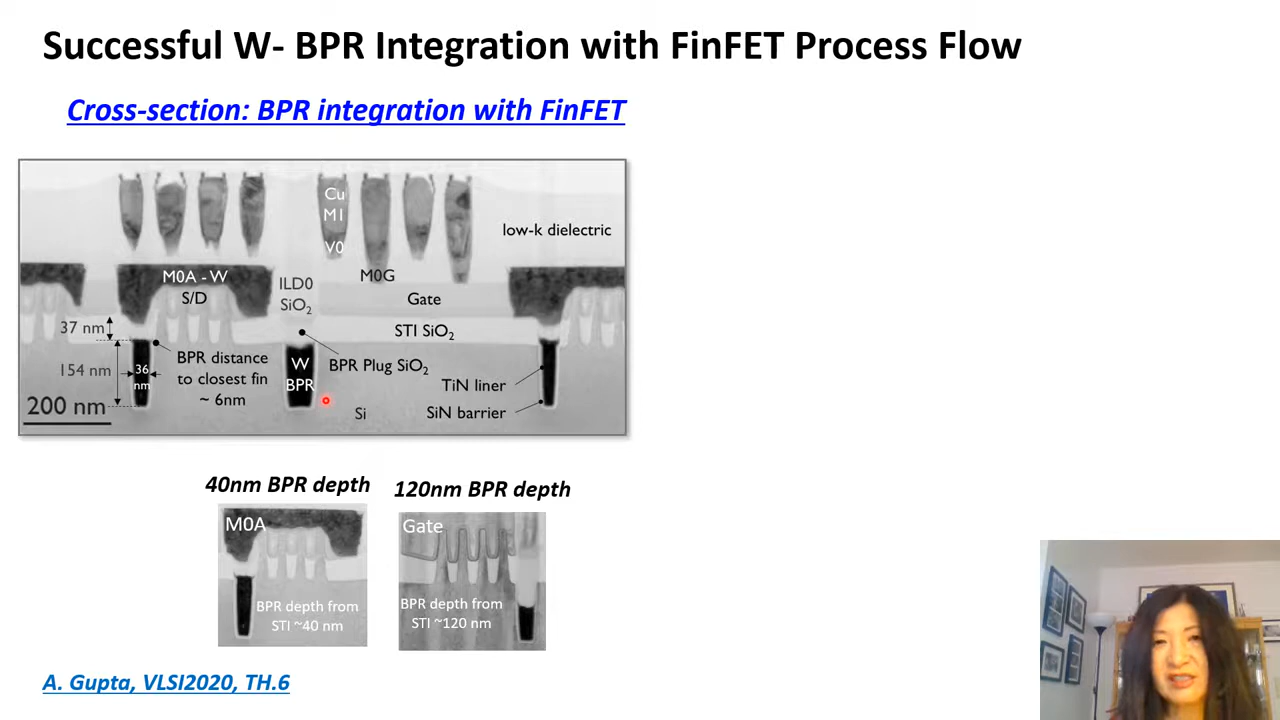 Successful W- BPR Integration with FinFET Process Flow
Cross-section: BPR integration with FinFET
Cu
M1
V0
low-k dielectric
M0A - W
S/D
ILD0
SiO₂
M0G
Gate
37 nm
STI SiO₂
154 nm
36
nm
BPR distance
to closest fin
~ 6nm
W
BPR
BPR Plug SiO₂
TiN liner
200 nm
Si
SiN barrier
40nm BPR depth
120nm BPR depth
M0A
BPR depth from
STI ~40 nm
Gate
BPR depth from
STI ~120 nm
A. Gupta, VLSI2020, TH.6